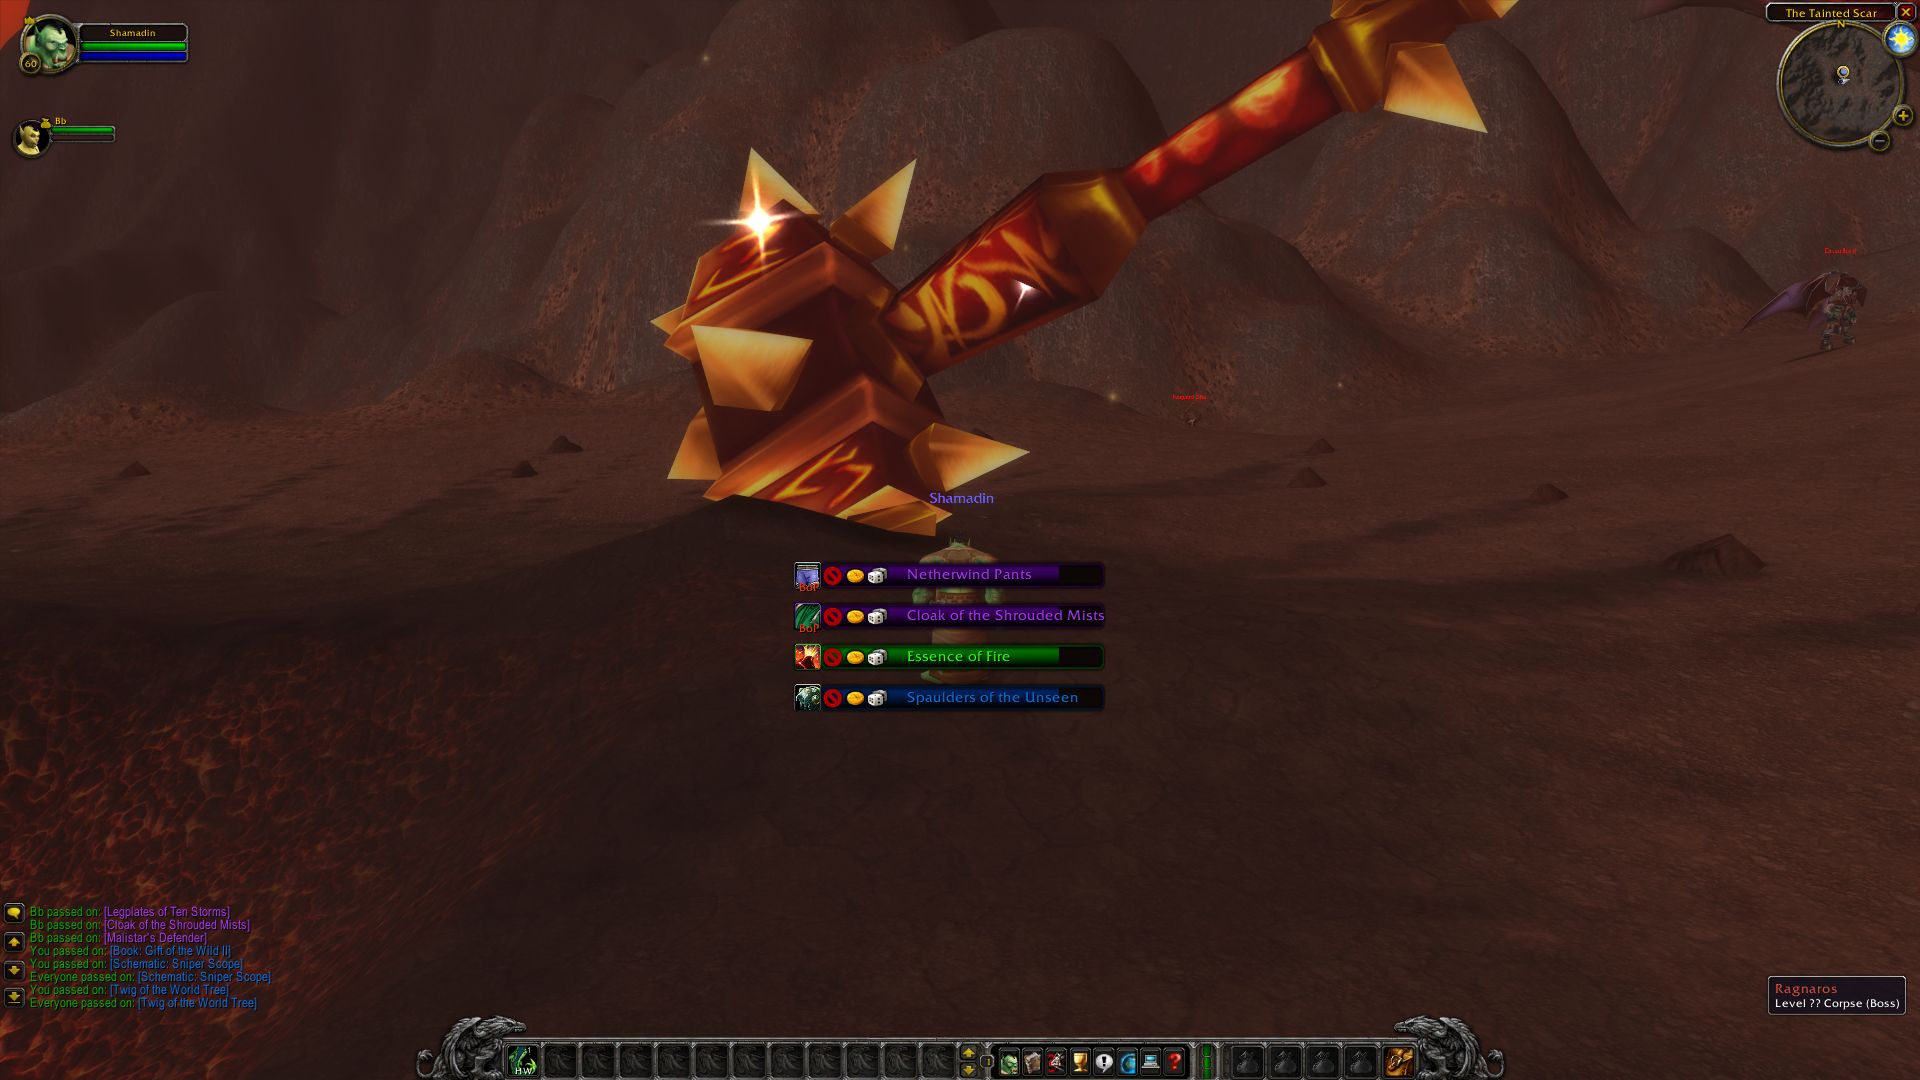 Shamadin
60
Bb
The Tainted Scar
N
Shamadin
Netherwind Pants
BoP
Cloak of the Shrouded Mists
BoP
Essence of Fire
Spaulders of the Unseen
Bb passed on: [Legplates of Ten Storms]
Bb passed on: [Cloak of the Shrouded Mists]
Bb passed on: [Malistar's Defender]
You passed on: [Book: Gift of the Wild II]
You passed on: [Schematic: Sniper Scope]
Everyone passed on: [Schematic: Sniper Scope]
You passed on: [Twig of the World Tree]
Everyone passed on: [Twig of the World Tree]
Ragnaros
Level ?? Corpse (Boss)
H-W
1